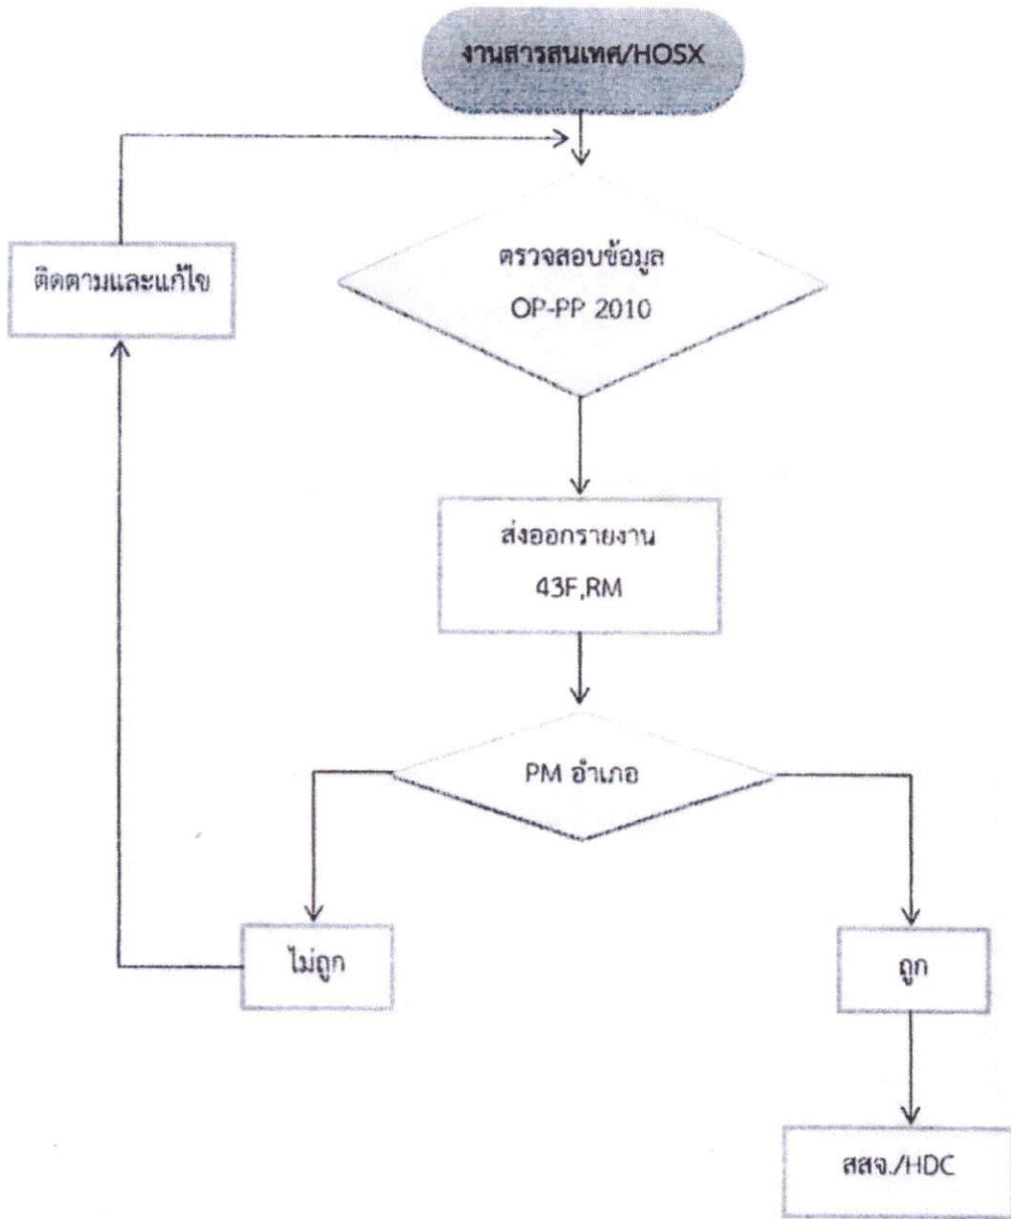 งานสารสนเทศ/HOSX
ตรวจสอบข้อมูล
OP-PP 2010
ติดตามและแก้ไข
ส่งออกรายงาน
43F,RM
PM อำเภอ
ไม่ถูก
ถูก
สสจ./HDC